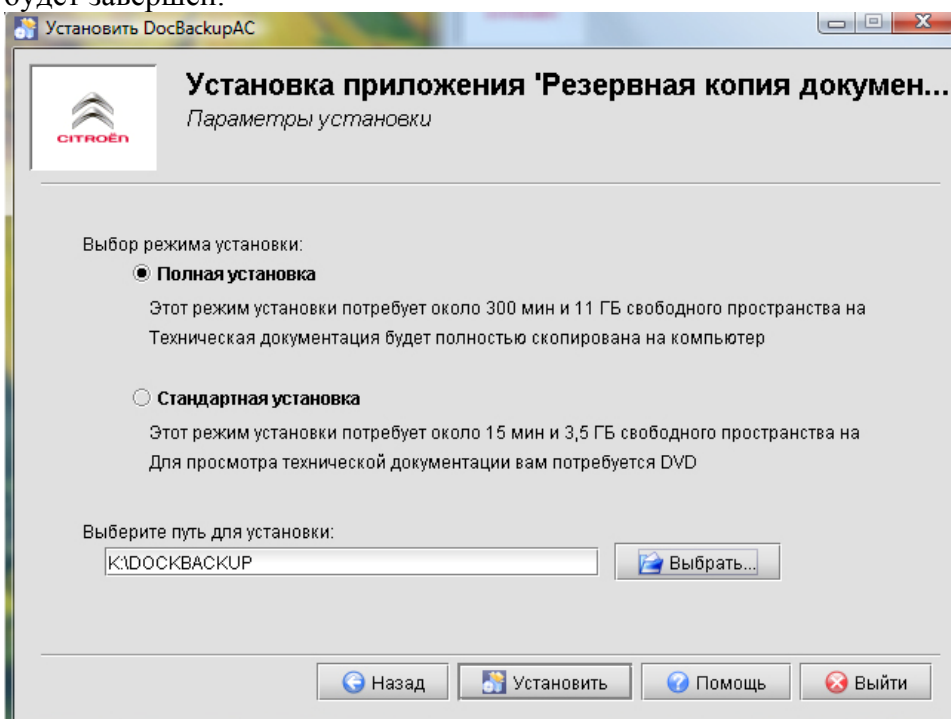 будет завершен.
Установить DocBackupAC
Установка приложения 'Резервная копия докумен...
Параметры установки
CITROËN
Выбор режима установки:
Полная установка
Этот режим установки потребует около 300 мин и 11 ГБ свободного пространства на
Техническая документация будет полностью скопирована на компьютер
Стандартная установка
Этот режим установки потребует около 15 мин и 3,5 ГБ свободного пространства на
Для просмотра технической документации вам потребуется DVD
Выберите путь для установки:
K:\DOCKBACKUP
Выбрать...
Назад
Установить
Помощь
Выйти